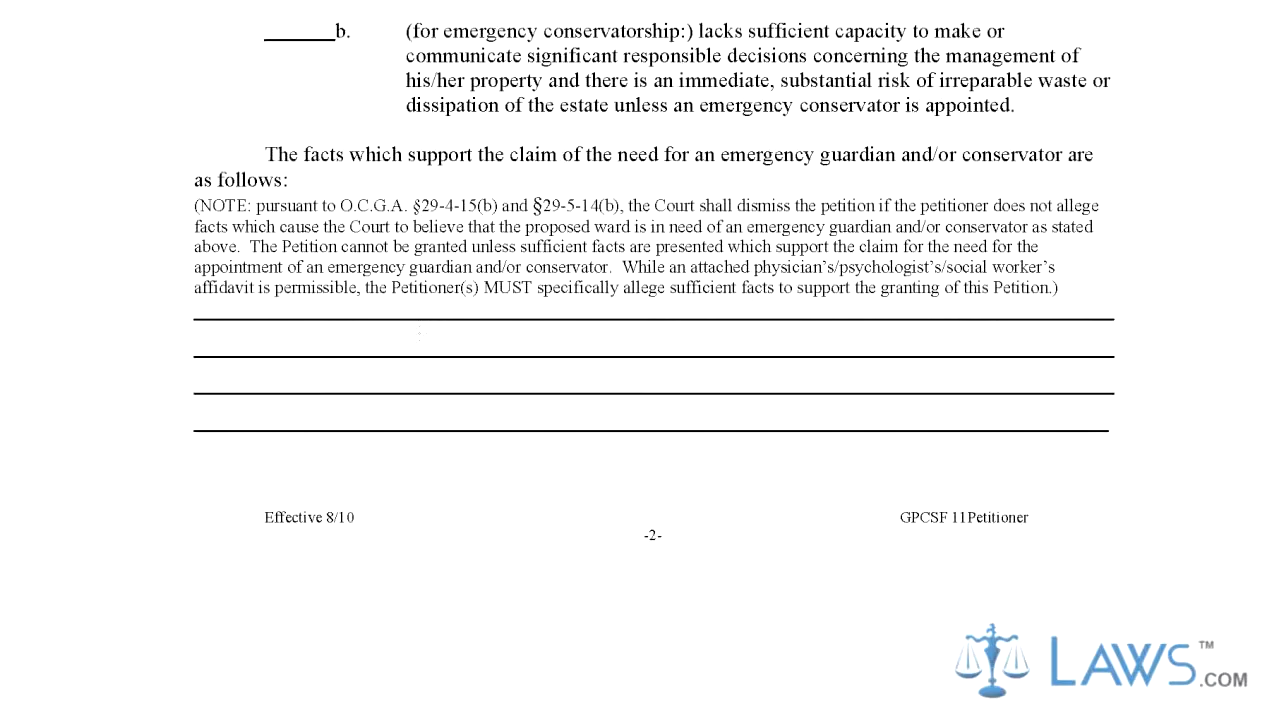 ______b. (for emergency conservatorship:) lacks sufficient capacity to make or
communicate significant responsible decisions concerning the management of
his/her property and there is an immediate, substantial risk of irreparable waste or
dissipation of the estate unless an emergency conservator is appointed.
The facts which support the claim of the need for an emergency guardian and/or conservator are
as follows:
(NOTE: pursuant to O.C.G.A. §29-4-15(b) and §29-5-14(b), the Court shall dismiss the petition if the petitioner does not allege
facts which cause the Court to believe that the proposed ward is in need of an emergency guardian and/or conservator as stated
above. The Petition cannot be granted unless sufficient facts are presented which support the claim for the need for the
appointment of an emergency guardian and/or conservator. While an attached physician’s/psychologist’s/social worker’s
affidavit is permissible, the Petitioner(s) MUST specifically allege sufficient facts to support the granting of this Petition.)
Effective 8/10 GPCSF 11Petitioner
-2-
LAWS.COM ™